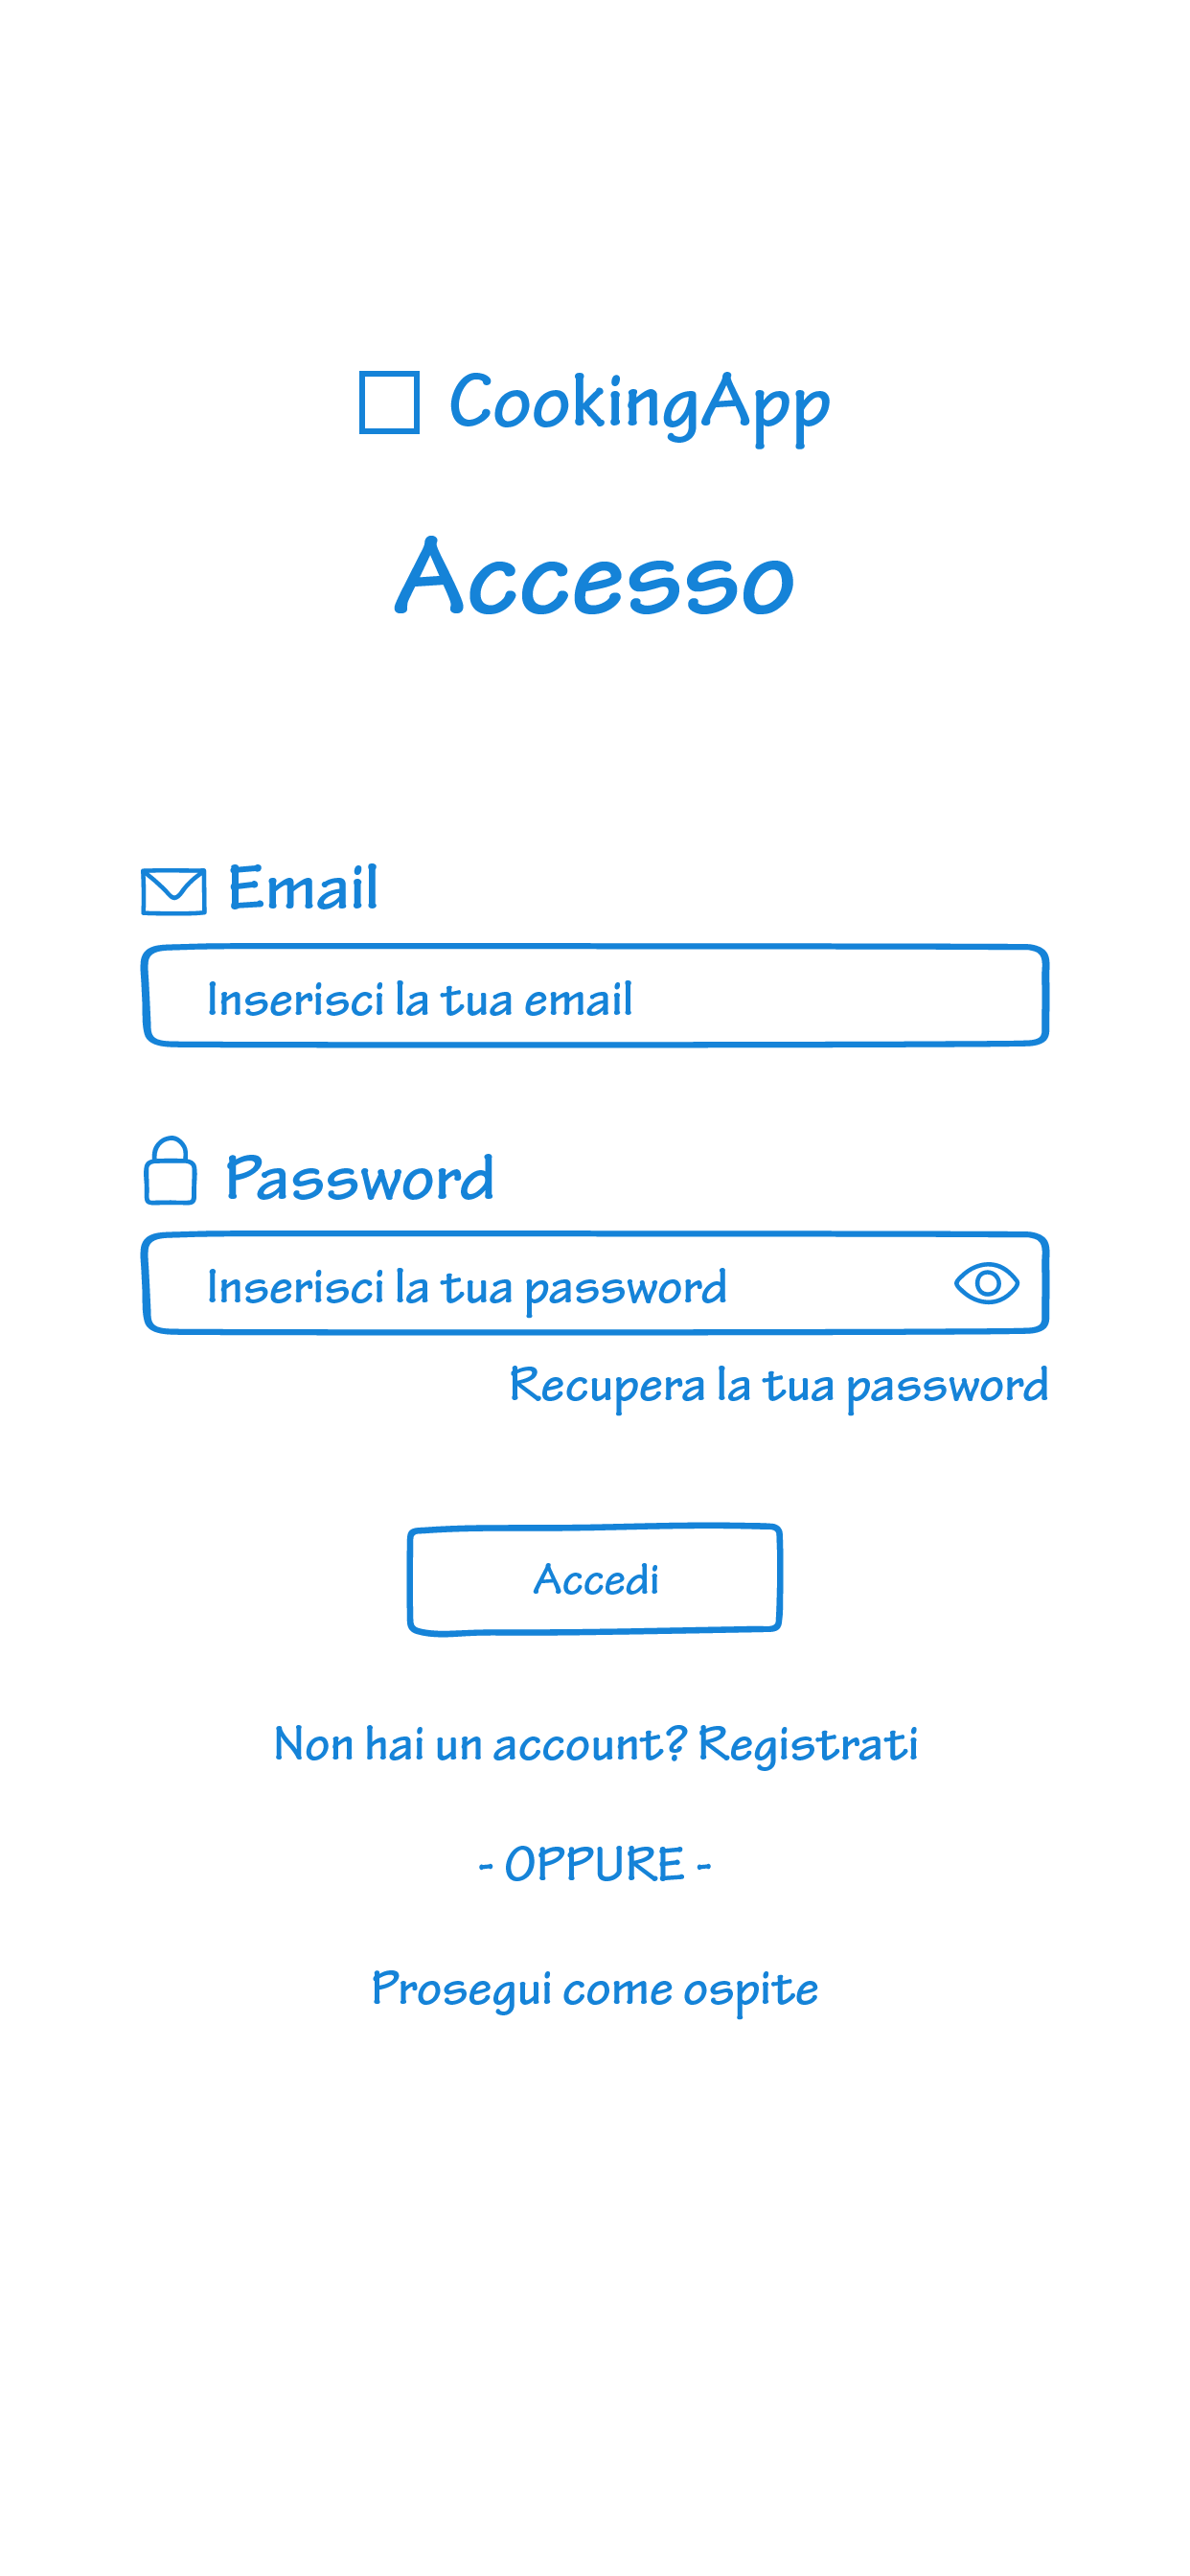 CookingApp
Accesso
Email
Inserisci la tua email
Password
Inserisci la tua password
Recupera la tua password
Accedi
Non hai un account? Registrati
- OPPURE -
Prosegui come ospite